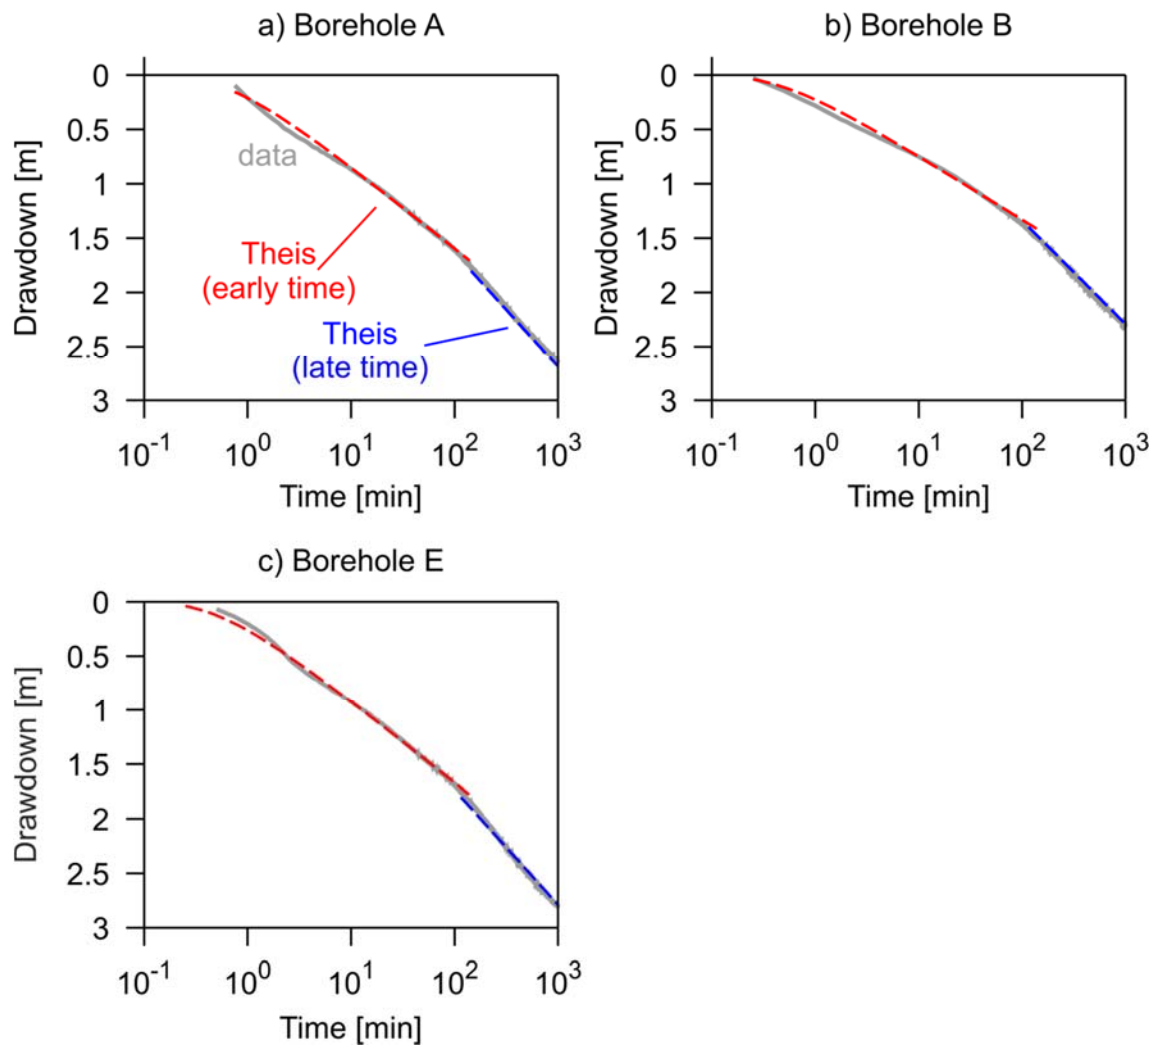 a) Borehole A
b) Borehole B
0
0.5
1
1.5
2
2.5
3
Drawdown [m]
data
Theis
(early time)
Theis
(late time)
10-1
100
101
102
103
Time [min]
0
0.5
1
1.5
2
2.5
3
Drawdown [m]
10-1
100
101
102
103
Time [min]
c) Borehole E
0
0.5
1
1.5
2
2.5
3
Drawdown [m]
10-1
100
101
102
103
Time [min]